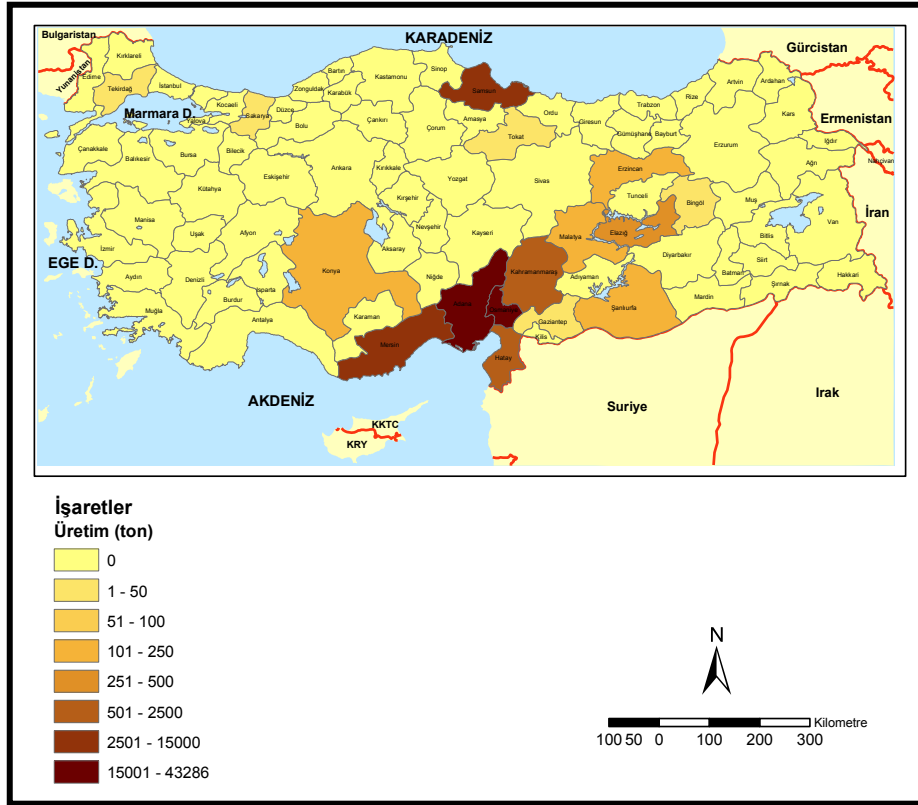 Bulgaristan
KARADENİZ
Gürcistan
Kırklareli
Edirne
Yunanistan
Tekirdağ
İstanbul
Kocaeli
Yalova
Marmara D.
Sakarya
Düzce
Zonguldak
Bartın
Karabük
Kastamonu
Sinop
Samsun
Çankırı
Bolu
Çorum
Amasya
Tokat
Ordu
Giresun
Trabzon
Gümüşhane
Bayburt
Rize
Artvin
Ardahan
Kars
Ermenistan
Iğdır
Nahçivan
Erzurum
Ağrı
Çanakkale
Balıkesir
Bursa
Bilecik
Eskişehir
Ankara
Kırıkkale
Yozgat
Sivas
Erzincan
Tunceli
Bingöl
Muş
Van
İran
Kütahya
Kırşehir
Nevşehir
Kayseri
Malatya
Elazığ
Bitlis
Manisa
Uşak
Afyon
Aksaray
Diyarbakır
Batman
Siirt
Hakkari
Şırnak
EGE D.
İzmir
Aydın
Denizli
Isparta
Burdur
Konya
Niğde
Kahramanmaraş
Adıyaman
Mardin
Muğla
Antalya
Karaman
Adana
Osmaniye
Gaziantep
Kilis
Şanlıurfa
Mersin
Hatay
AKDENİZ
Suriye
Irak
KKTC
KRY
İşaretler
Üretim (ton)
0
1 - 50
51 - 100
101 - 250
251 - 500
501 - 2500
2501 - 15000
15001 - 43286
N
Kilometre
100 50 0 100 200 300